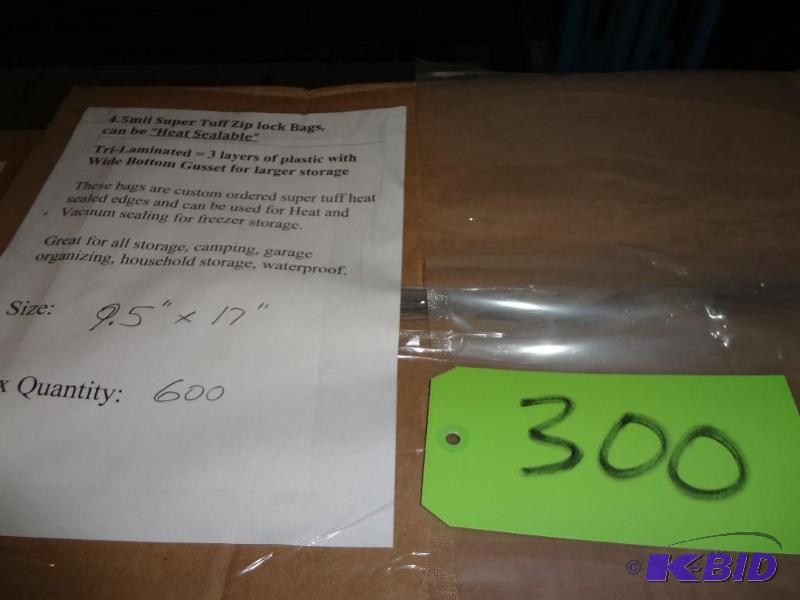 4.5mil Super Tuff Zip lock Bags,
can be "Heat Sealable"
Tri-Laminated = 3 layers of plastic with
Wide Bottom Gusset for larger storage
These bags are custom ordered super tuff heat
sealed edges and can be used for Heat and
Vacuum sealing for freezer storage.
Great for all storage, camping, garage
organizing, household storage, waterproof.
Size: 9.5" x 17"
x Quantity: 600
300
© K-BID